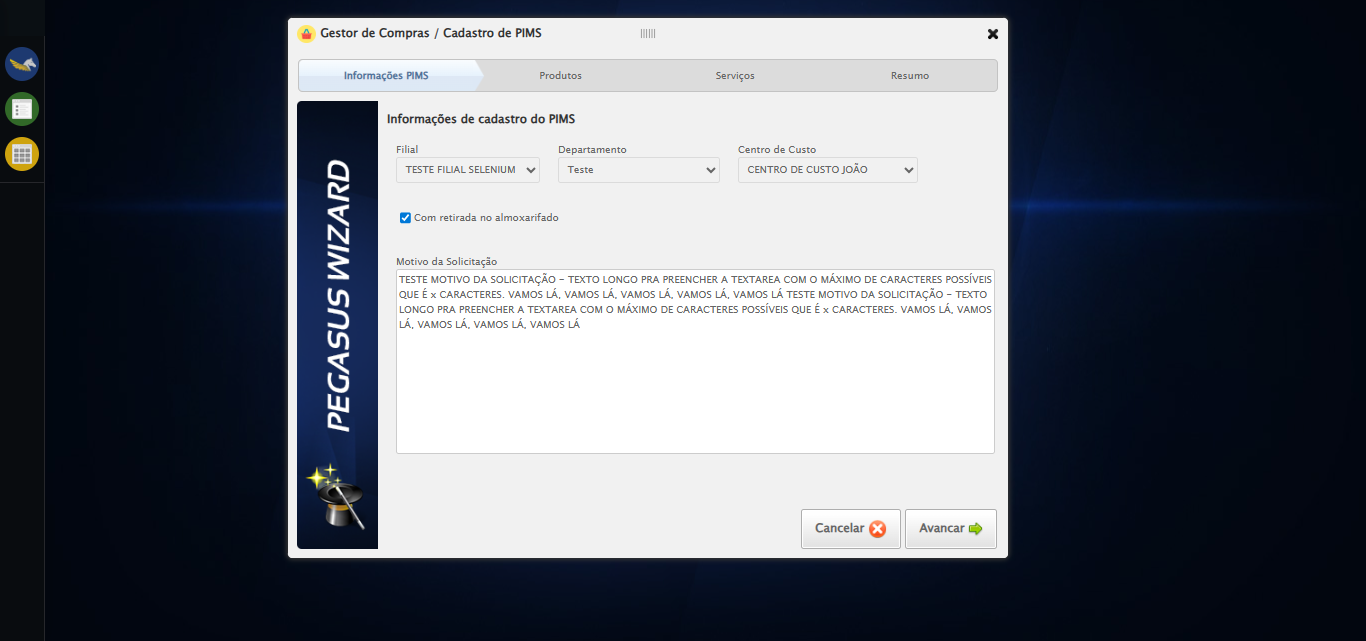 Gestor de Compras / Cadastro de PIMS
Informações PIMS
Produtos
Serviços
Resumo
PEGASUS WIZARD
Informações de cadastro do PIMS
Filial
Departamento
Centro de Custo
TESTE FILIAL SELENIUM
Teste
CENTRO DE CUSTO JOÃO
Com retirada no almoxarifado
Motivo da Solicitação
TESTE MOTIVO DA SOLICITAÇÃO - TEXTO LONGO PRA PREENCHER A TEXTAREA COM O MÁXIMO DE CARACTERES POSSÍVEIS
QUE É x CARACTERES. VAMOS LÁ, VAMOS LÁ, VAMOS LÁ, VAMOS LÁ, VAMOS LÁ TESTE MOTIVO DA SOLICITAÇÃO - TEXTO
LONGO PRA PREENCHER A TEXTAREA COM O MÁXIMO DE CARACTERES POSSÍVEIS QUE É x CARACTERES. VAMOS LÁ, VAMOS
LÁ, VAMOS LÁ, VAMOS LÁ, VAMOS LÁ
Cancelar
Avancar